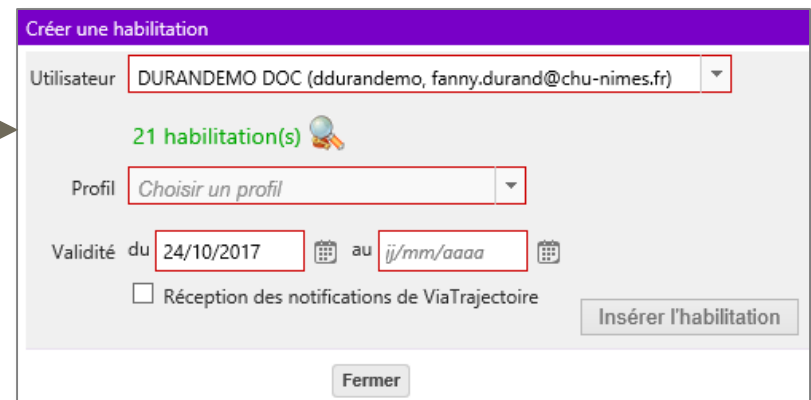 Créer une habilitation
Utilisateur DURANDEMO DOC (ddurandemo, fanny.durand@chu-nimes.fr)
21 habilitation(s)
Profil Choisir un profil
Validité du 24/10/2017 au jj/mm/aaaa
Réception des notifications de ViaTrajectoire
Insérer l'habilitation
Fermer